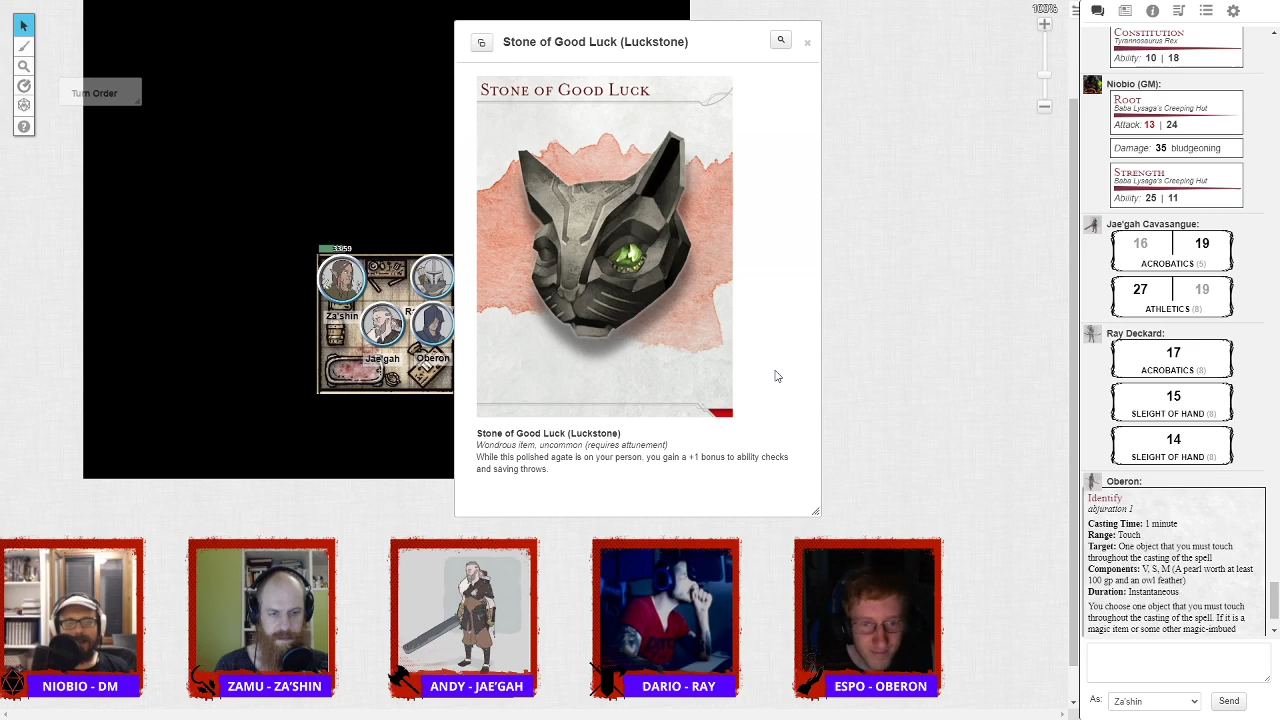 100%
Turn Order
33/59
Za'shin
Jae'gah
Oberon
Stone of Good Luck (Luckstone)
Stone of Good Luck
Stone of Good Luck (Luckstone)
Wondrous item, uncommon (requires attunement)
While this polished agate is on your person, you gain a +1 bonus to ability checks
and saving throws.
NIOBIO - DM
ZAMU - ZA'SHIN
ANDY - JAE'GAH
DARIO - RAY
ESPO - OBERON
Constitution
Tyrannosaurus Rex
Ability: 10 | 18
Niobio (GM):
Root
Baba Lysaga's Creeping Hut
Attack: 13 | 24
Damage: 35 bludgeoning
Strength
Baba Lysaga's Creeping Hut
Ability: 25 | 11
Jae'gah Cavasangue:
16 19
ACROBATICS (5)
27 19
ATHLETICS (8)
Ray Deckard:
17
ACROBATICS (8)
15
SLEIGHT OF HAND (8)
14
SLEIGHT OF HAND (8)
Oberon:
Identify
abjuration 1
Casting Time: 1 minute
Range: Touch
Target: One object that you must touch
throughout the casting of the spell
Components: V, S, M (A pearl worth at least
100 gp and an owl feather)
Duration: Instantaneous
You choose one object that you must touch
throughout the casting of the spell. If it is a
magic item or some other magic-imbued
As:
Za'shin
Send